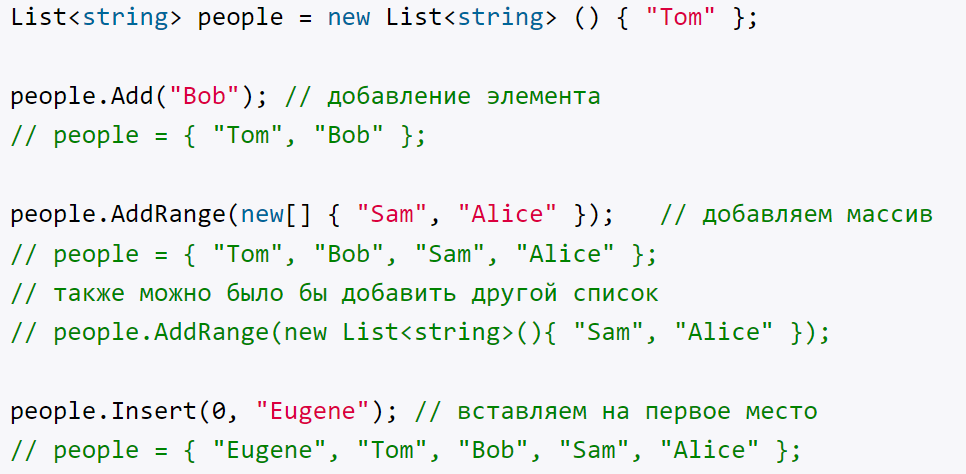 List<string> people = new List<string> () { "Tom" };
people.Add("Bob"); // добавление элемента
// people = { "Tom", "Bob" };
people.AddRange(new[] { "Sam", "Alice" });   // добавляем массив
// people = { "Tom", "Bob", "Sam", "Alice" };
// также можно было бы добавить другой список
// people.AddRange(new List<string>(){ "Sam", "Alice" });
people.Insert(0, "Eugene"); // вставляем на первое место
// people = { "Eugene", "Tom", "Bob", "Sam", "Alice" };